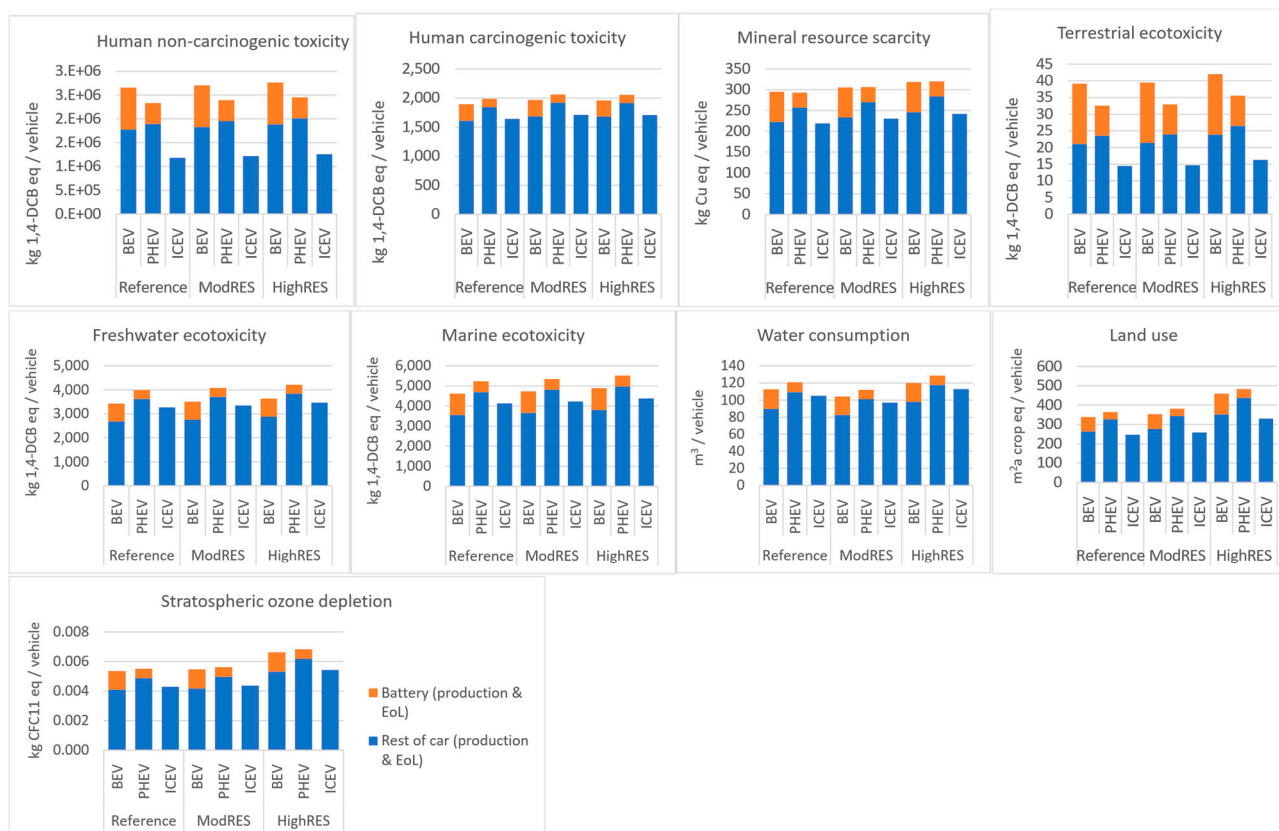 Human non-carcinogenic toxicity
kg 1,4-DCB eq / vehicle
3.E+06
3.E+06
2.E+06
2.E+06
1.E+06
5.E+05
0.E+00
BEV PHEV ICEV BEV PHEV ICEV BEV PHEV ICEV
Reference ModRES HighRES
Human carcinogenic toxicity
kg 1,4-DCB eq / vehicle
2,500
2,000
1,500
1,000
500
0
BEV PHEV ICEV BEV PHEV ICEV BEV PHEV ICEV
Reference ModRES HighRES
Mineral resource scarcity
kg Cu eq / vehicle
350
300
250
200
150
100
50
0
BEV PHEV ICEV BEV PHEV ICEV BEV PHEV ICEV
Reference ModRES HighRES
Terrestrial ecotoxicity
kg 1,4-DCB eq / vehicle
45
40
35
30
25
20
15
10
5
0
BEV PHEV ICEV BEV PHEV ICEV BEV PHEV ICEV
Reference ModRES HighRES
Freshwater ecotoxicity
kg 1,4-DCB eq / vehicle
5,000
4,000
3,000
2,000
1,000
0
BEV PHEV ICEV BEV PHEV ICEV BEV PHEV ICEV
Reference ModRES HighRES
Marine ecotoxicity
kg 1,4-DCB eq / vehicle
6,000
5,000
4,000
3,000
2,000
1,000
0
BEV PHEV ICEV BEV PHEV ICEV BEV PHEV ICEV
Reference ModRES HighRES
Water consumption
m³ / vehicle
140
120
100
80
60
40
20
0
BEV PHEV ICEV BEV PHEV ICEV BEV PHEV ICEV
Reference ModRES HighRES
Land use
m²a crop eq / vehicle
600
500
400
300
200
100
0
BEV PHEV ICEV BEV PHEV ICEV BEV PHEV ICEV
Reference ModRES HighRES
Stratospheric ozone depletion
kg CFC11 eq / vehicle
0.008
0.006
0.004
0.002
0.000
BEV PHEV ICEV BEV PHEV ICEV BEV PHEV ICEV
Reference ModRES HighRES
Battery (production &
EoL)
Rest of car (production
& EoL)